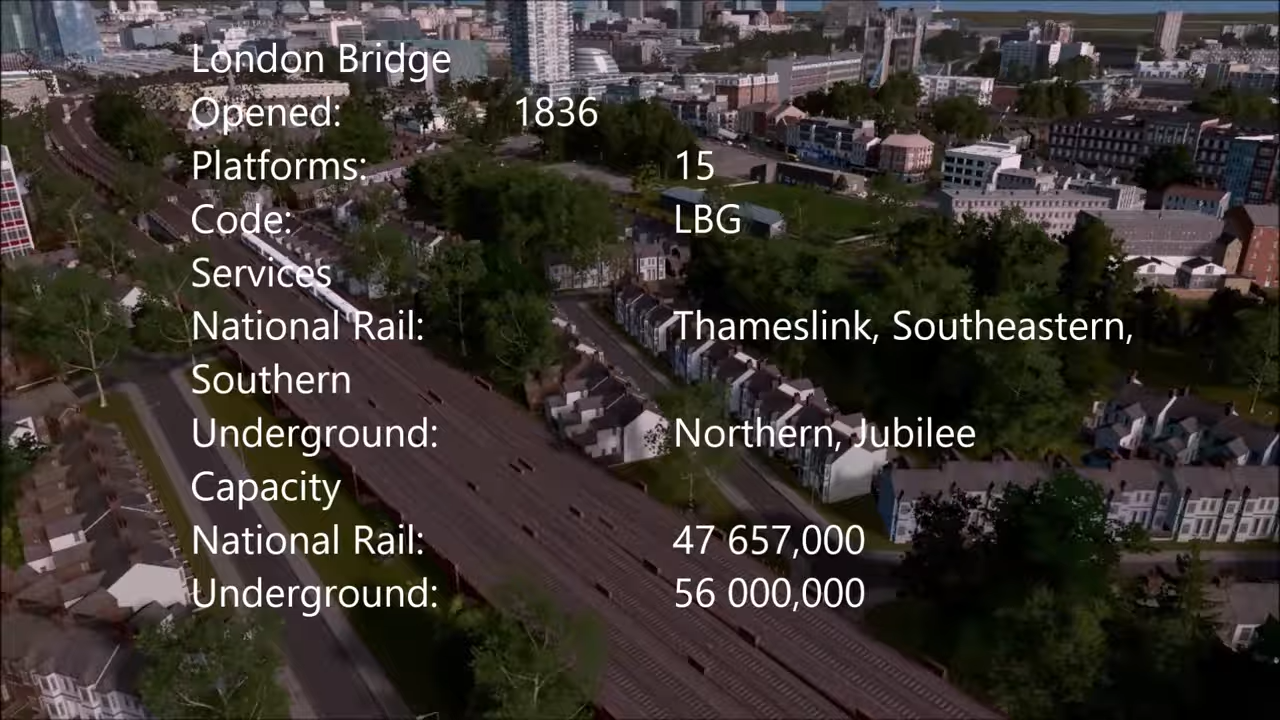 London Bridge
Opened: 1836
Platforms: 15
Code: LBG
Services
National Rail: Thameslink, Southeastern,
Southern
Underground: Northern, Jubilee
Capacity
National Rail: 47 657,000
Underground: 56 000,000